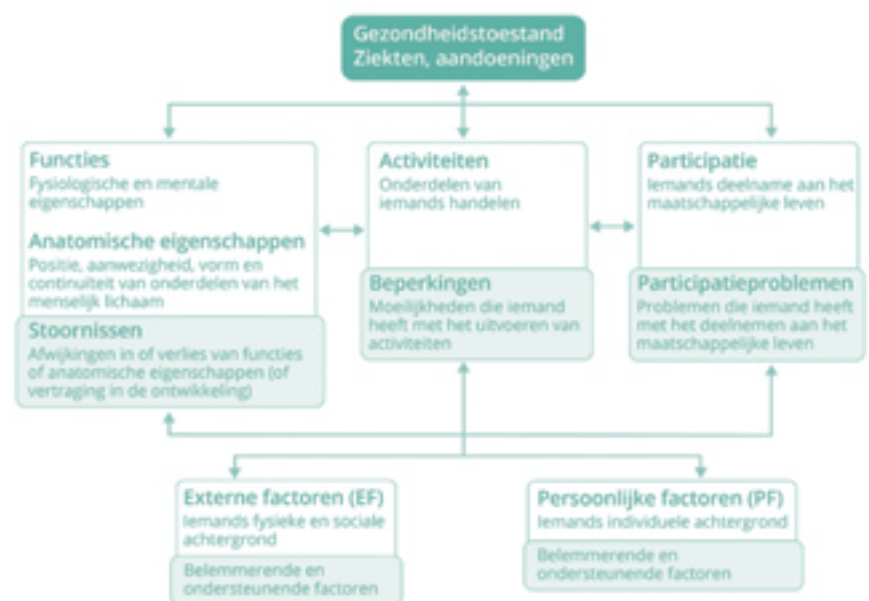 Gezondheidstoestand
Ziekten, aandoeningen
Functies
Fysiologische en mentale
eigenschappen
Anatomische eigenschappen
Positie, aanwezigheid, vorm en
continuïteit van onderdelen van het
menselijk lichaam
Stoornissen
Afwijkingen in of verlies van functies
of anatomische eigenschappen (of
vertraging in de ontwikkeling)
Activiteiten
Onderdelen van
iemands handelen
Beperkingen
Moeilijkheden die iemand
heeft met het uitvoeren van
activiteiten
Participatie
Iemands deelname aan het
maatschappelijke leven
Participatieproblemen
Problemen die iemand heeft
met het deelnemen aan het
maatschappelijke leven
Externe factoren (EF)
Iemands fysieke en sociale
achtergrond
Belemmerende en
ondersteunende factoren
Persoonlijke factoren (PF)
Iemands individuele achtergrond
Belemmerende en
ondersteunende factoren